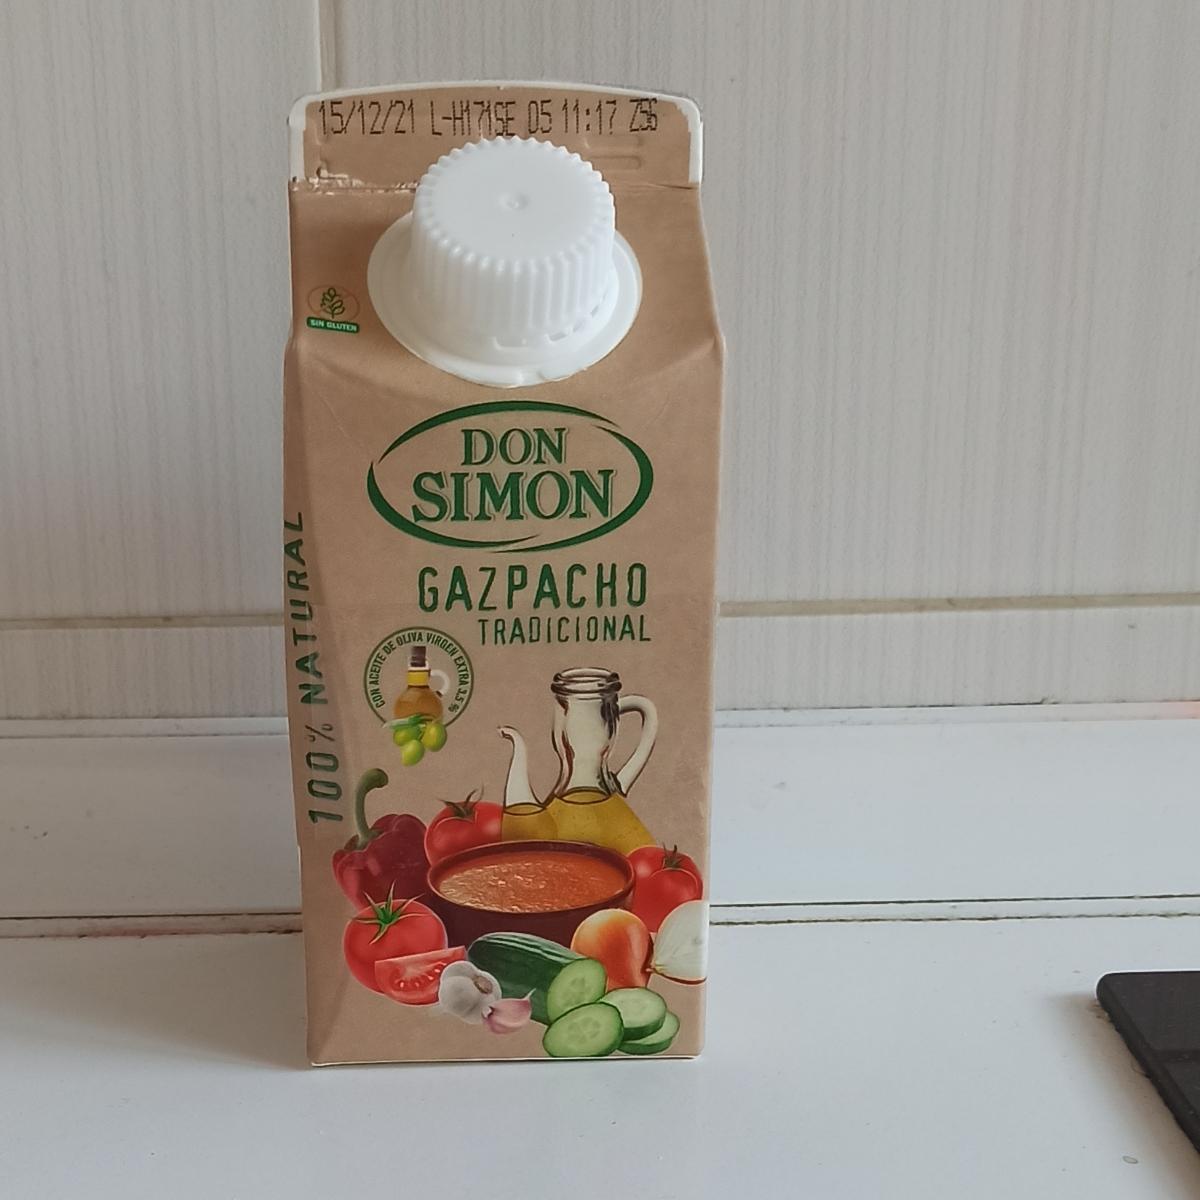 15/12/21 L-H171SE 05 11:17 Z56
SIN GLUTEN
DON
SIMON
GAZPACHO
TRADICIONAL
CON ACEITE DE OLIVA VIRGEN EXTRA 3,5 %
100% NATURAL